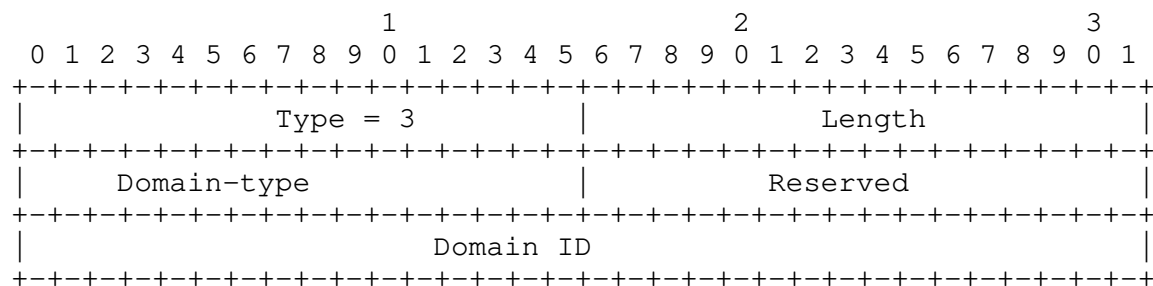 1                   2                   3
 0 1 2 3 4 5 6 7 8 9 0 1 2 3 4 5 6 7 8 9 0 1 2 3 4 5 6 7 8 9 0 1
+-+-+-+-+-+-+-+-+-+-+-+-+-+-+-+-+-+-+-+-+-+-+-+-+-+-+-+-+-+-+-+-+
|              Type = 3         |             Length            |
+-+-+-+-+-+-+-+-+-+-+-+-+-+-+-+-+-+-+-+-+-+-+-+-+-+-+-+-+-+-+-+-+
|     Domain-type               |          Reserved             |
+-+-+-+-+-+-+-+-+-+-+-+-+-+-+-+-+-+-+-+-+-+-+-+-+-+-+-+-+-+-+-+-+
|                       Domain ID                               |
+-+-+-+-+-+-+-+-+-+-+-+-+-+-+-+-+-+-+-+-+-+-+-+-+-+-+-+-+-+-+-+-+